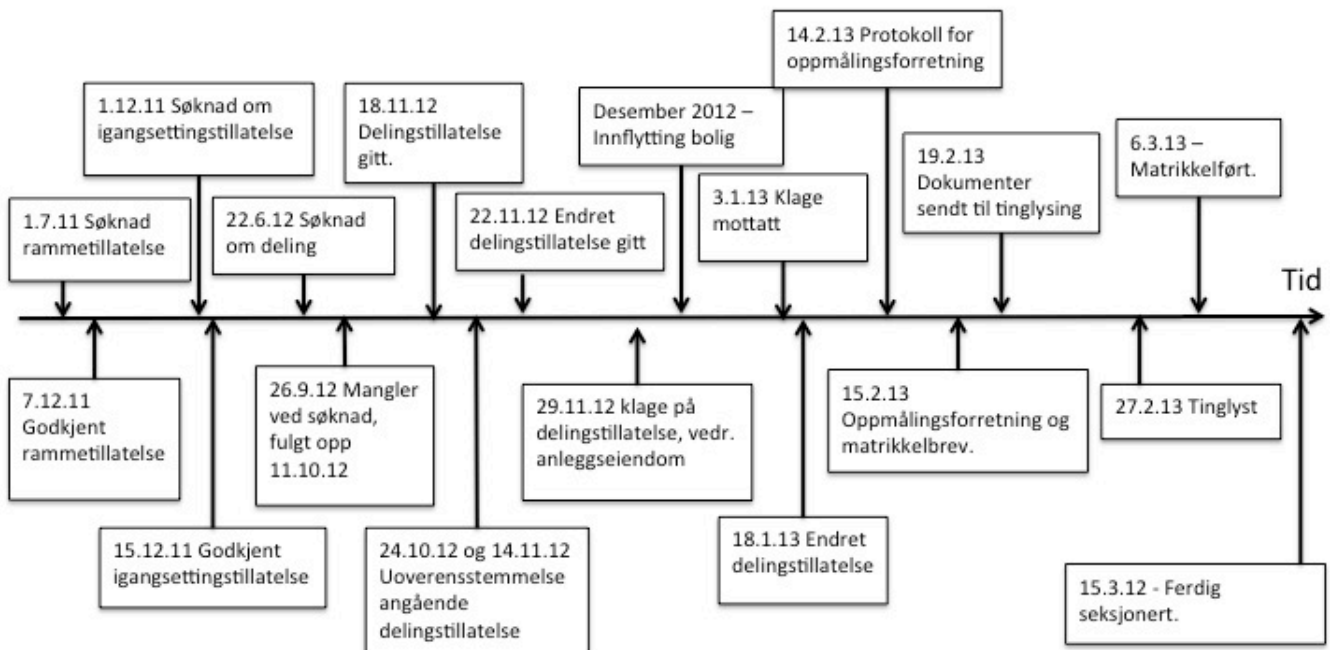 14.2.13 Protokoll for
oppmålingsforretning
1.12.11 Søknad om
igangsettingstillatelse
18.11.12
Delingstillatelse
gitt.
Desember 2012 –
Innflytting bolig
19.2.13
Dokumenter
sendt til tinglysing
6.3.13 –
Matrikkelført.
1.7.11 Søknad
rammetillatelse
22.6.12 Søknad
om deling
22.11.12 Endret
delingstillatelse gitt
3.1.13 Klage
mottatt
Tid
7.12.11
Godkjent
rammetillatelse
26.9.12 Mangler
ved søknad,
fulgt opp
11.10.12
29.11.12 klage på
delingstillatelse, vedr.
anleggseiendom
15.2.13
Oppmålingsforretning og
matrikkelbrev.
27.2.13 Tinglyst
15.12.11 Godkjent
igangsettingstillatelse
24.10.12 og 14.11.12
Uoverensstemmelse
angående
delingstillatelse
18.1.13 Endret
delingstillatelse
15.3.12 - Ferdig
seksjonert.